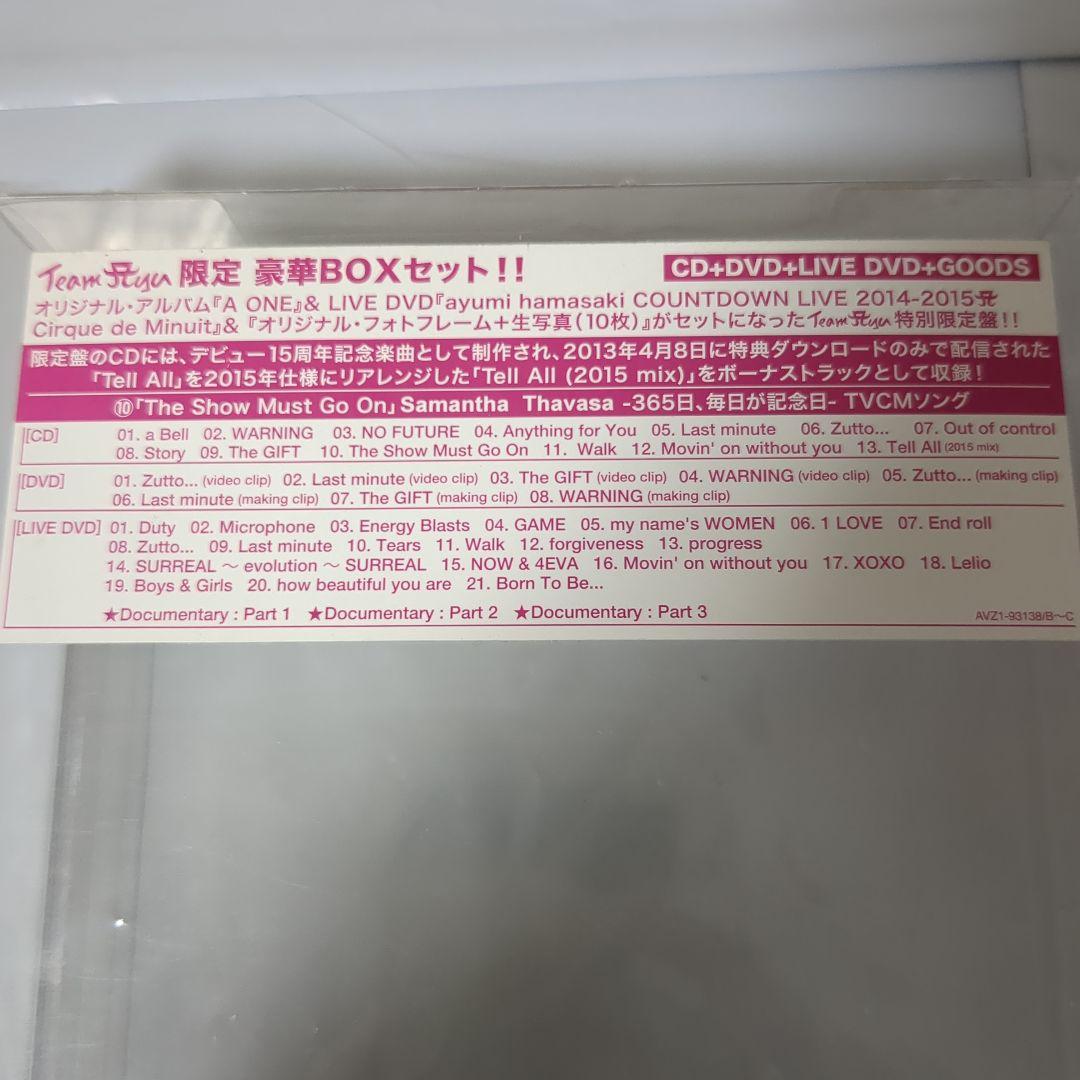 Team Ayu 限定 豪華BOXセット!!
CD+DVD+LIVE DVD+GOODS
オリジナル・アルバム『A ONE』& LIVE DVD『ayumi hamasaki COUNTDOWN LIVE 2014-2015 A
Cirque de Minuit』&『オリジナル・フォトフレーム+生写真(10枚)』がセットになったTeam Ayu特別限定盤!!
限定盤のCDには、デビュー15周年記念楽曲として制作され、2013年4月8日に特典ダウンロードのみで配信された
「Tell All」を2015年仕様にリアレンジした「Tell All (2015 mix)」をボーナストラックとして収録!
⑩「The Show Must Go On」Samantha Thavasa -365日、毎日が記念日- TVCMソング
[CD] 01. a Bell 02. WARNING 03. NO FUTURE 04. Anything for You 05. Last minute 06. Zutto... 07. Out of control
08. Story 09. The GIFT 10. The Show Must Go On 11. Walk 12. Movin' on without you 13. Tell All (2015 mix)
[DVD] 01. Zutto... (video clip) 02. Last minute (video clip) 03. The GIFT (video clip) 04. WARNING (video clip) 05. Zutto... (making clip)
06. Last minute (making clip) 07. The GIFT (making clip) 08. WARNING (making clip)
[LIVE DVD] 01. Duty 02. Microphone 03. Energy Blasts 04. GAME 05. my name's WOMEN 06. 1 LOVE 07. End roll
08. Zutto... 09. Last minute 10. Tears 11. Walk 12. forgiveness 13. progress
14. SURREAL ～ evolution ～ SURREAL 15. NOW & 4EVA 16. Movin' on without you 17. XOXO 18. Lelio
19. Boys & Girls 20. how beautiful you are 21. Born To Be...
★Documentary : Part 1 ★Documentary : Part 2 ★Documentary : Part 3
AVZ1-93138/B～C